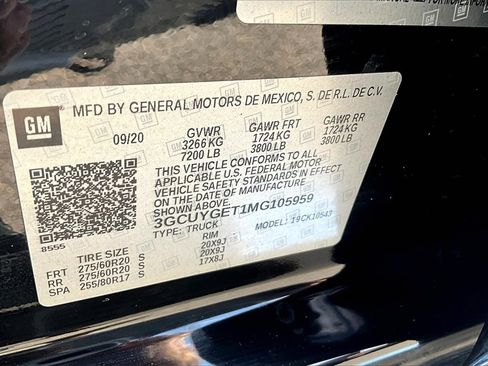 GM
MFD BY GENERAL MOTORS DE MEXICO, S. DE R.L. DE C.V.
09/20 GVWR GAWR FRT GAWR RR
3266 KG 1724 KG 1724 KG
7200 LB 3800 LB 3800 LB
THIS VEHICLE CONFORMS TO ALL
APPLICABLE U.S. FEDERAL MOTOR
VEHICLE SAFETY STANDARDS
IN EFFECT ON THE DATE
OF MANUFACTURE
SHOWN ABOVE.
3GCUYGET1MG105959
TYPE: TRUCK MODEL: 19CK10543
8555
TIRE SIZE RIM
FRT 275/60R20 S 20X9J
RR 275/60R20 S 20X9J
SPA 255/80R17 S 17X8J